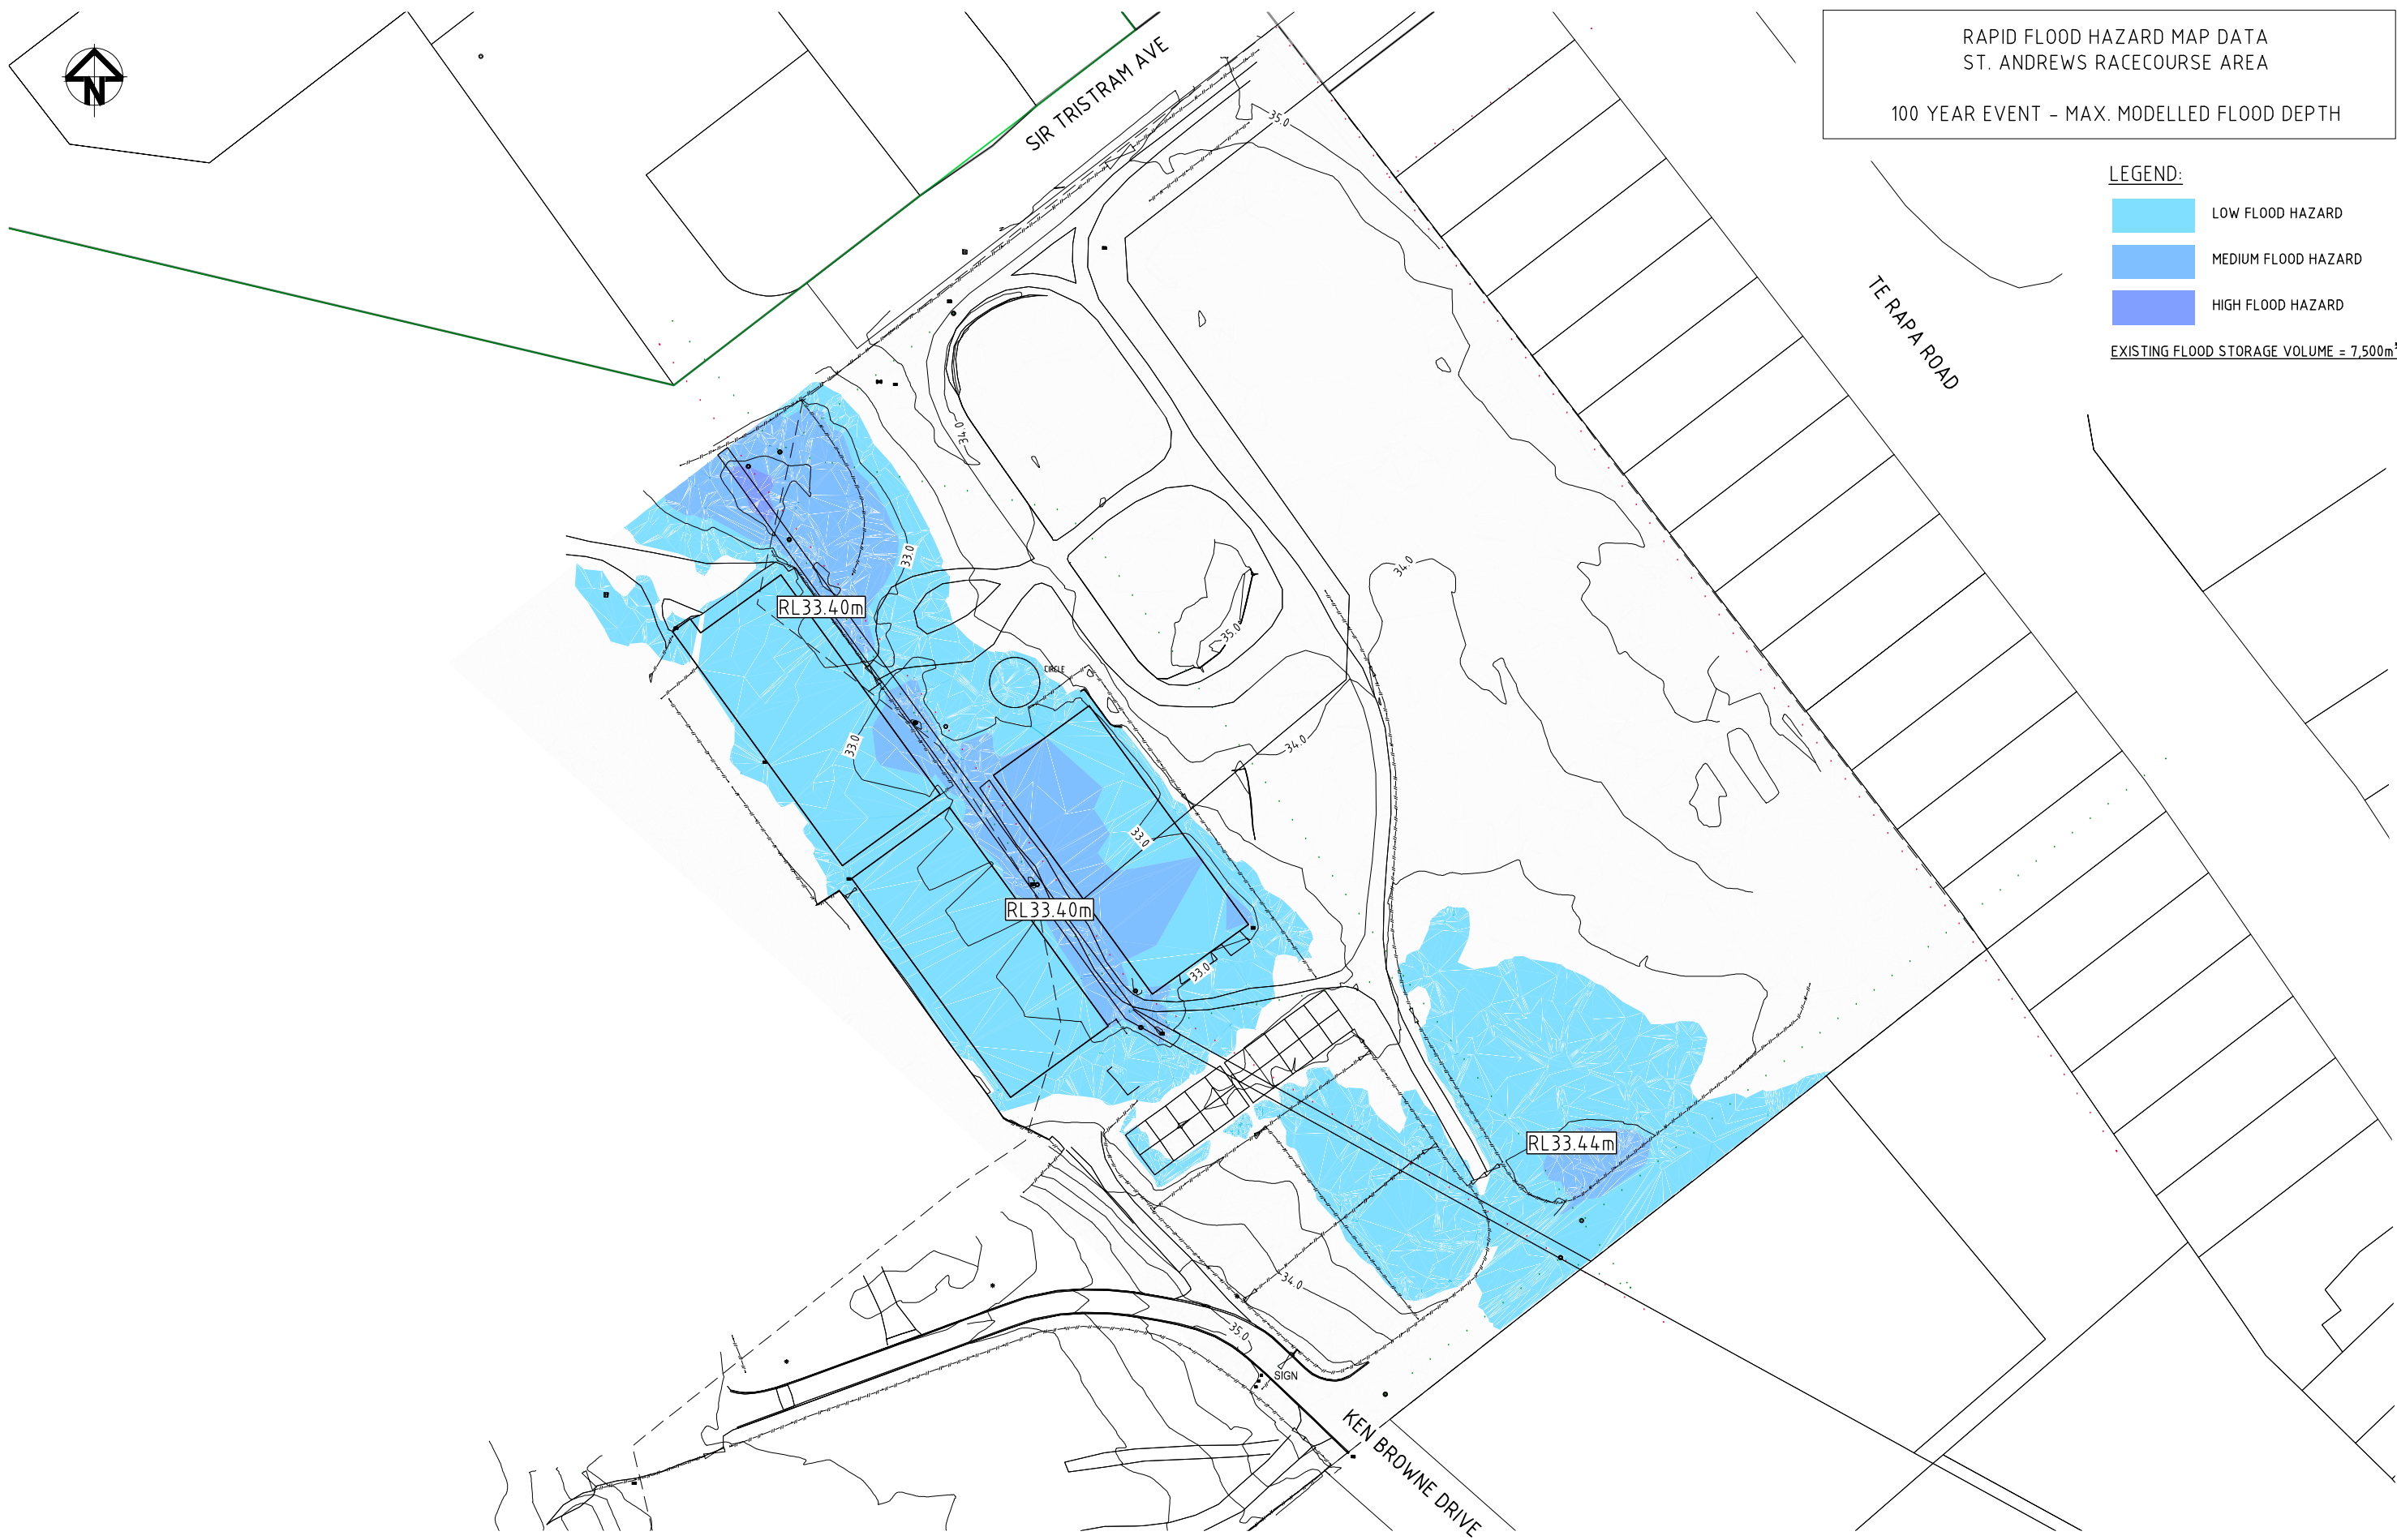 RAPID FLOOD HAZARD MAP DATA
ST. ANDREWS RACECOURSE AREA
100 YEAR EVENT - MAX. MODELLED FLOOD DEPTH
LEGEND:
LOW FLOOD HAZARD
MEDIUM FLOOD HAZARD
HIGH FLOOD HAZARD
EXISTING FLOOD STORAGE VOLUME = 7,500m³
N
SIR TRISTRAM AVE
TE RAPA ROAD
35.0
34.0
33.0
34.0
RL33.40m
35.0
CIRCLE
33.0
34.0
33.0
RL33.40m
33.0
RL33.44m
34.0
35.0
SIGN
KEN BROWNE DRIVE